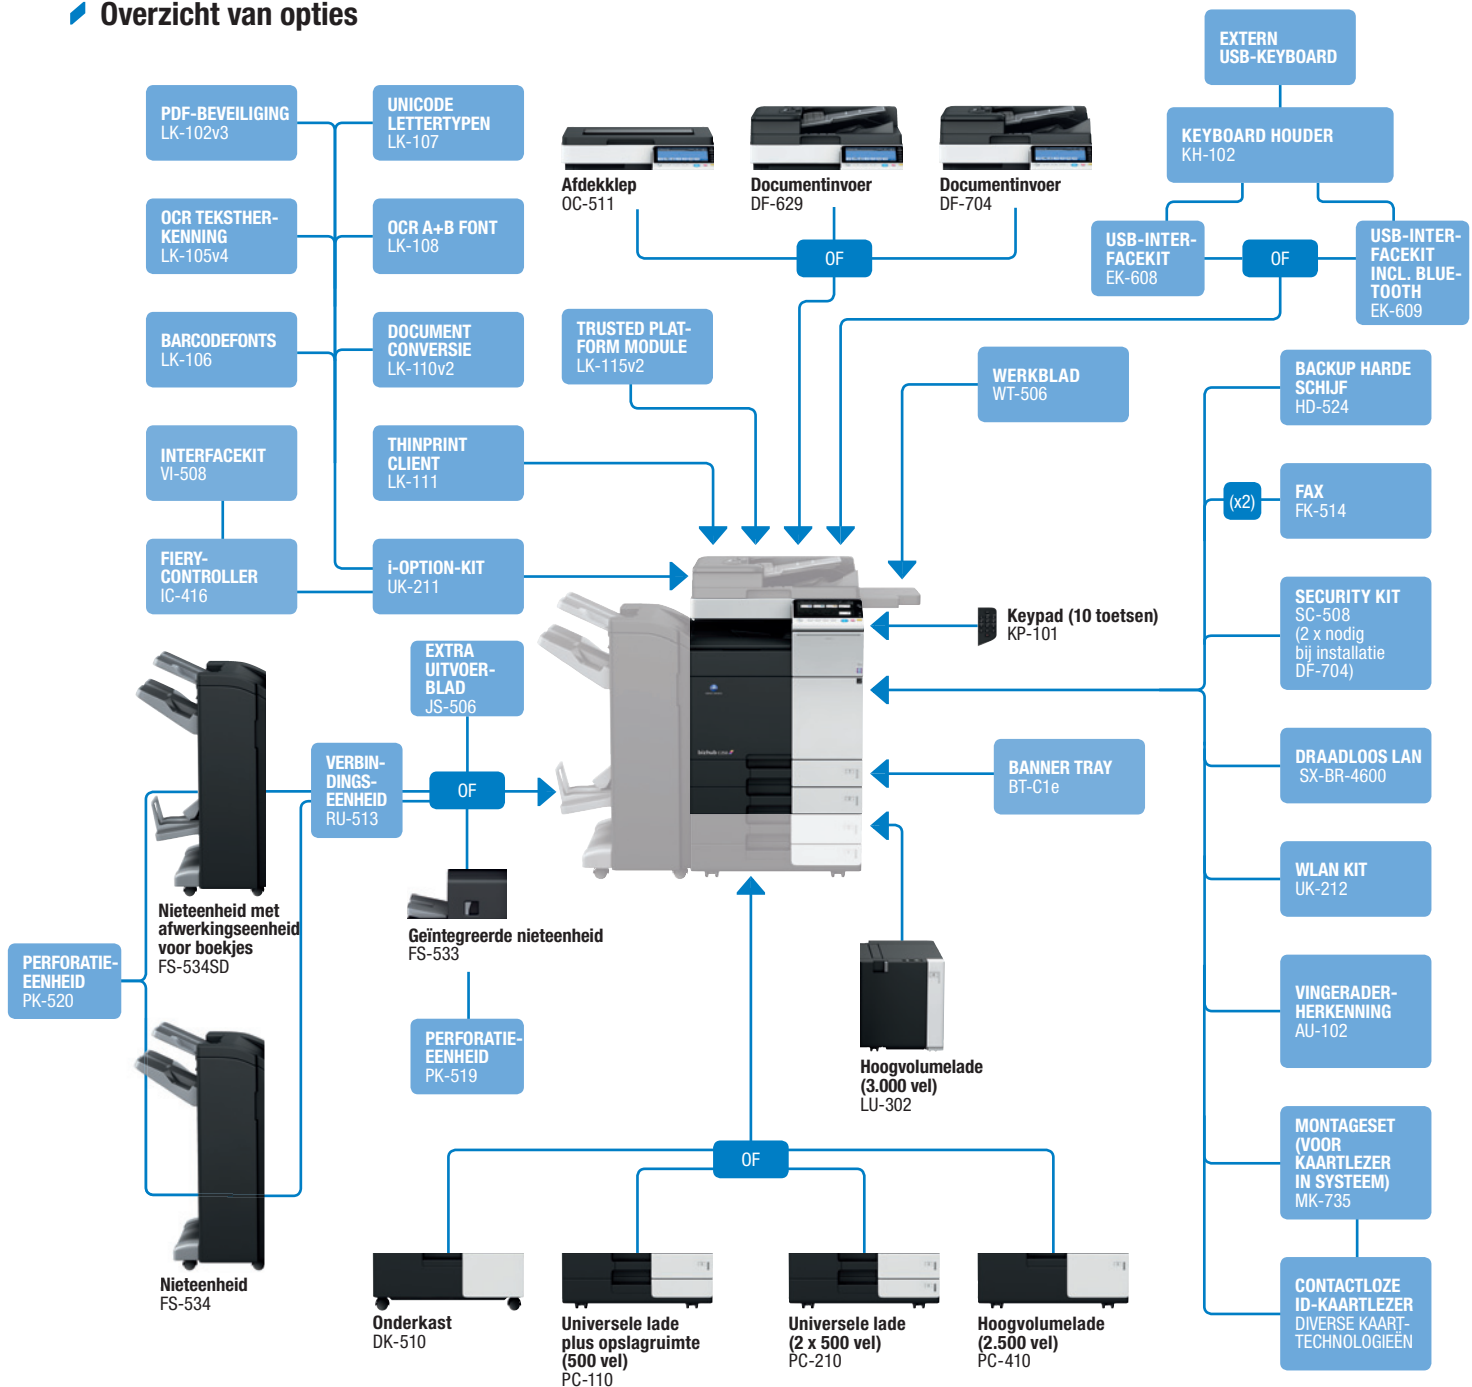 Overzicht van opties
EXTERN
USB-KEYBOARD
PDF-BEVEILIGING
LK-102v3
UNICODE
LETTERTYPEN
LK-107
KEYBOARD HOUDER
KH-102
Afdekklep
OC-511
Documentinvoer
DF-629
Documentinvoer
DF-704
OCR TEKSTHER-
KENNING
LK-105v4
OCR A+B FONT
LK-108
OF
USB-INTER-
FACEKIT
EK-608
OF
USB-INTER-
FACEKIT
INCL. BLUE-
TOOTH
EK-609
BARCODEFONTS
LK-106
DOCUMENT
CONVERSIE
LK-110v2
TRUSTED PLAT-
FORM MODULE
LK-115v2
WERKBLAD
WT-506
BACKUP HARDE
SCHIJF
HD-524
INTERFACEKIT
VI-508
THINPRINT
CLIENT
LK-111
(x2)
FAX
FK-514
FIERY-
CONTROLLER
IC-416
i-OPTION-KIT
UK-211
SECURITY KIT
SC-508
(2 x nodig
bij installatie
DF-704)
Keypad (10 toetsen)
KP-101
EXTRA
UITVOER-
BLAD
JS-506
VERBIN-
DINGS-
EENHEID
RU-513
OF
BANNER TRAY
BT-C1e
DRAADLOOS LAN
SX-BR-4600
WLAN KIT
UK-212
Nieteenheid met
afwerkingseenheid
voor boekjes
FS-534SD
Geïntegreerde nieteenheid
FS-533
PERFORATIE-
EENHEID
PK-520
VINGERADER-
HERKENNING
AU-102
PERFORATIE-
EENHEID
PK-519
Hoogvolumelade
(3.000 vel)
LU-302
MONTAGESET
(VOOR
KAARTLEZER
IN SYSTEEM)
MK-735
OF
Nieteenheid
FS-534
CONTACTLOZE
ID-KAARTLEZER
DIVERSE KAART-
TECHNOLOGIEËN
Onderkast
DK-510
Universele lade
plus opslagruimte
(500 vel)
PC-110
Universele lade
(2 x 500 vel)
PC-210
Hoogvolumelade
(2.500 vel)
PC-410